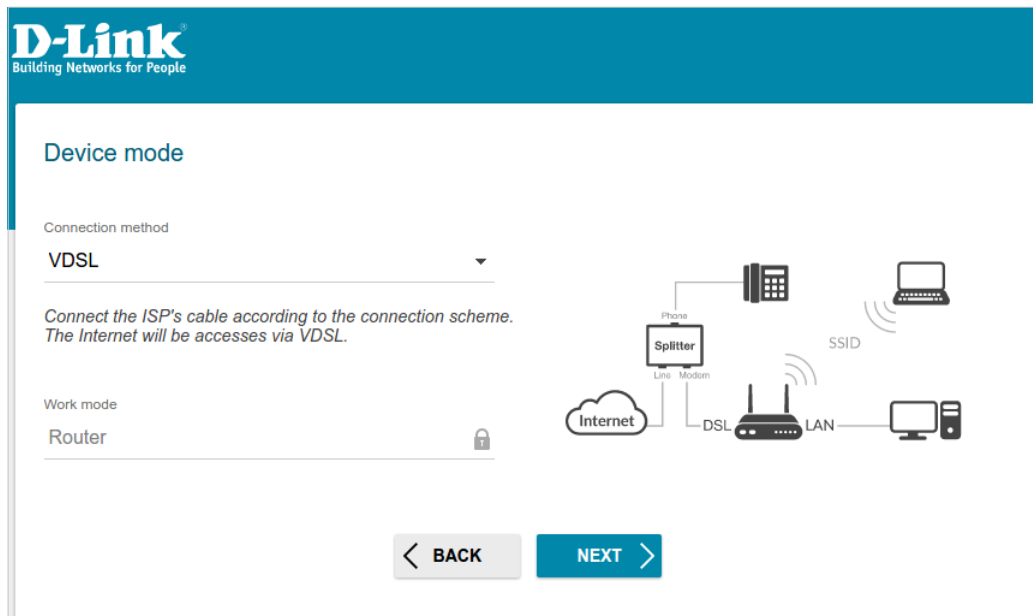 D-Link®
Building Networks for People
Device mode
Connection method
VDSL
Connect the ISP's cable according to the connection scheme.
The Internet will be accesses via VDSL.
Work mode
Router
Phone
Splitter
Line Modem
SSID
Internet
DSL
LAN
BACK
NEXT